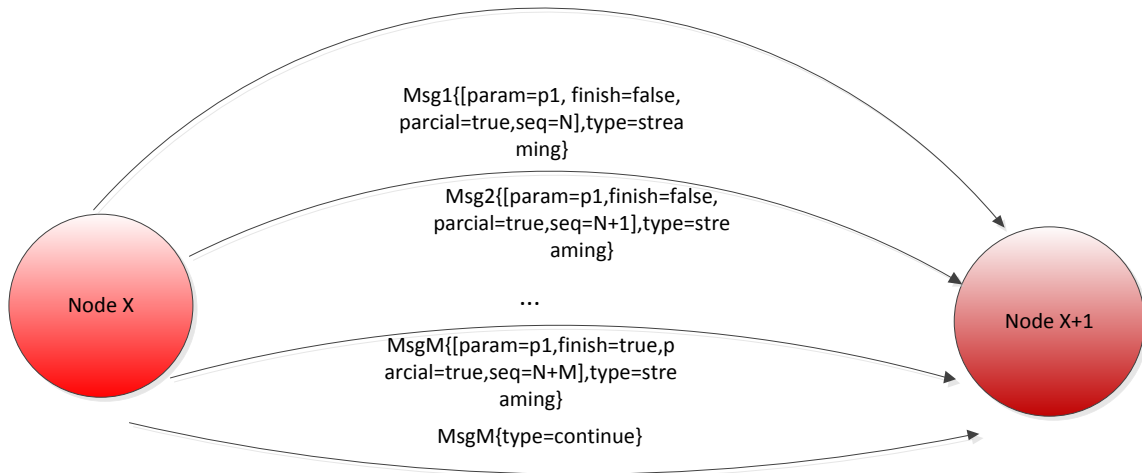 Msg1{[param=p1, finish=false,
parcial=true,seq=N],type=strea
ming}
Msg2{[param=p1,finish=false,
parcial=true,seq=N+1],type=stre
aming}
Node X
...
Node X+1
MsgM{[param=p1,finish=true,p
arcial=true,seq=N+M],type=stre
aming}
MsgM{type=continue}